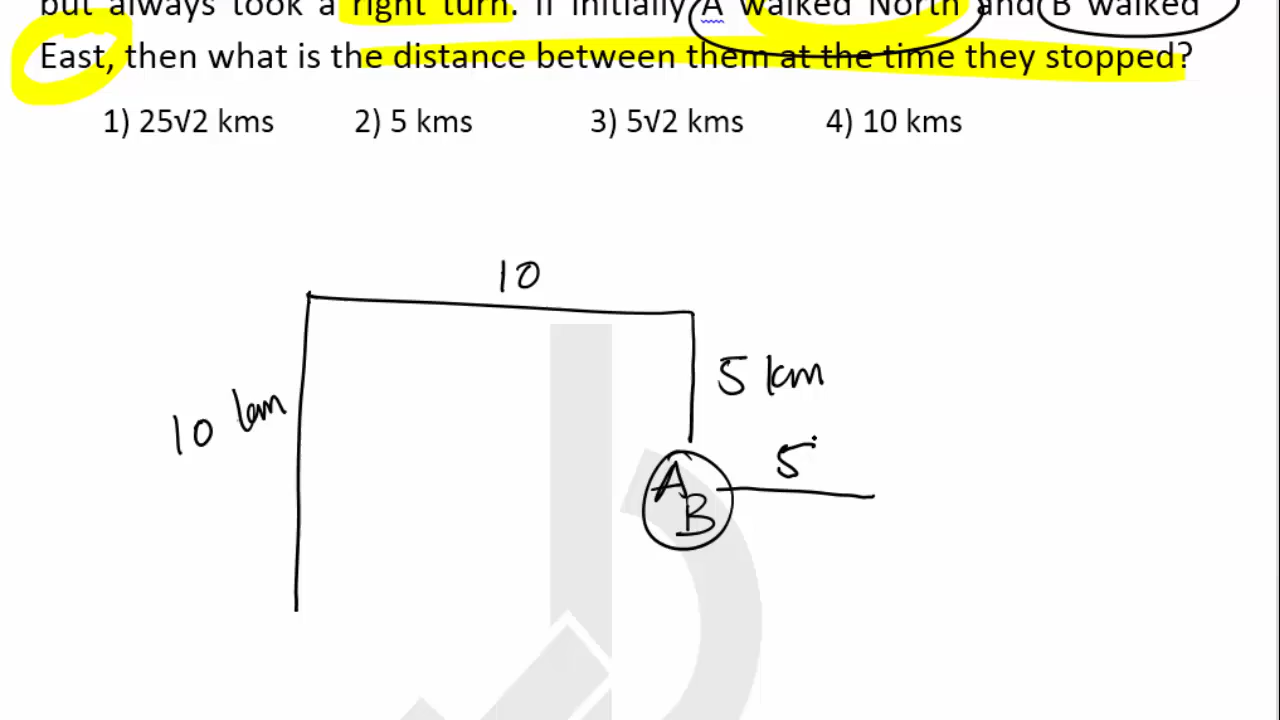 but always took a right turn. If initially A walked North and B walked
East, then what is the distance between them at the time they stopped?
1) 25√2 kms 2) 5 kms 3) 5√2 kms 4) 10 kms
10
5 km
10 km
5
A
B